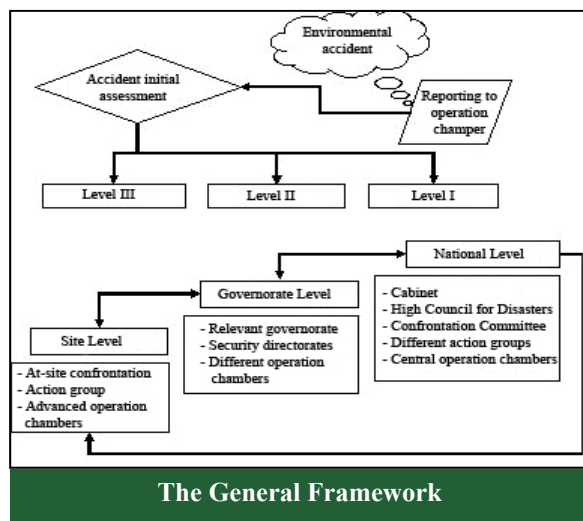 Environmental
accident
Accident initial
assessment
Reporting to
operation
champer
Level III
Level II
Level I
National Level
- Cabinet
- High Council for Disasters
- Confrontation Committee
- Different action groups
- Central operation chambers
Governorate Level
- Relevant governorate
- Security directorates
- Different operation
chambers
Site Level
- At-site confrontation
- Action group
- Advanced operation
chambers
The General Framework